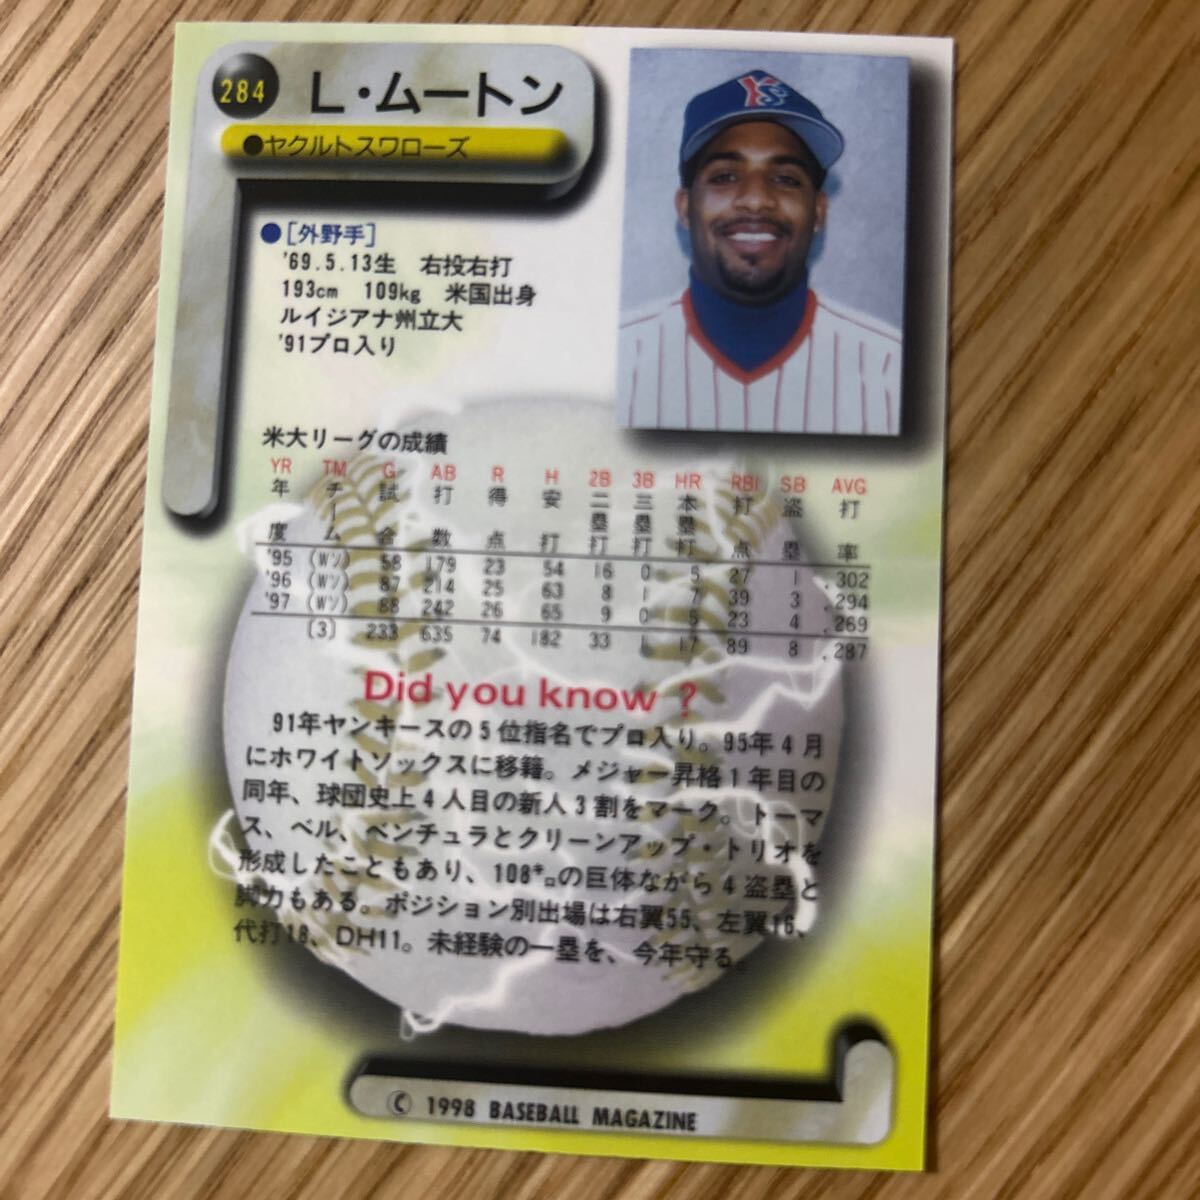 284
L・ムートン
●ヤクルトスワローズ
YS
●[外野手]
'69.5.13生 右投右打
193cm 109kg 米国出身
ルイジアナ州立大
'91プロ入り
米大リーグの成績
YR TM G AB R H 2B 3B HR RBI SB AVG
年度 チーム 試合 打数 得点 安打 二塁打 三塁打 本塁打 打点 盗塁 打率
'95 (Wソ) 58 179 23 54 16 0 5 27 1 .302
'96 (Wソ) 87 214 25 63 8 1 7 39 3 .294
'97 (Wソ) 88 242 26 65 9 0 5 23 4 .269
(3) 233 635 74 182 33 1 17 89 8 .287
Did you know ?
91年ヤンキースの5位指名でプロ入り。95年4月
にホワイトソックスに移籍。メジャー昇格1年目の
同年、球団史上4人目の新人3割をマーク。トーマ
ス、ベル、ベンチュラとクリーンアップ・トリオを
形成したこともあり、108㌔の巨体ながら4盗塁と
脚力もある。ポジション別出場は右翼55、左翼16、
代打18、DH11。未経験の一塁を、今年守る。
© 1998 BASEBALL MAGAZINE